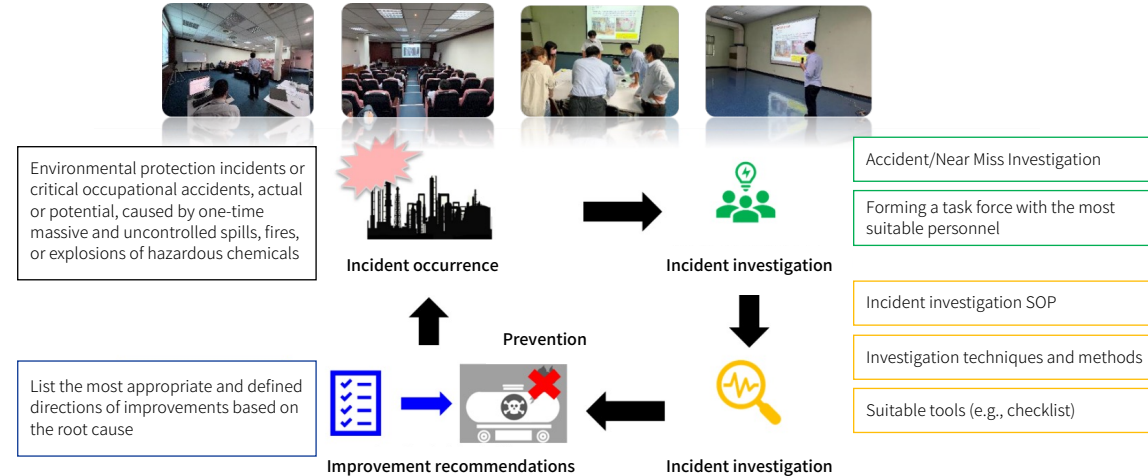 Environmental protection incidents or
critical occupational accidents, actual
or potential, caused by one-time
massive and uncontrolled spills, fires,
or explosions of hazardous chemicals
Incident occurrence
Incident investigation
Accident/Near Miss Investigation
Forming a task force with the most
suitable personnel
Incident investigation SOP
Investigation techniques and methods
Suitable tools (e.g., checklist)
Prevention
List the most appropriate and defined
directions of improvements based on
the root cause
Improvement recommendations
Incident investigation